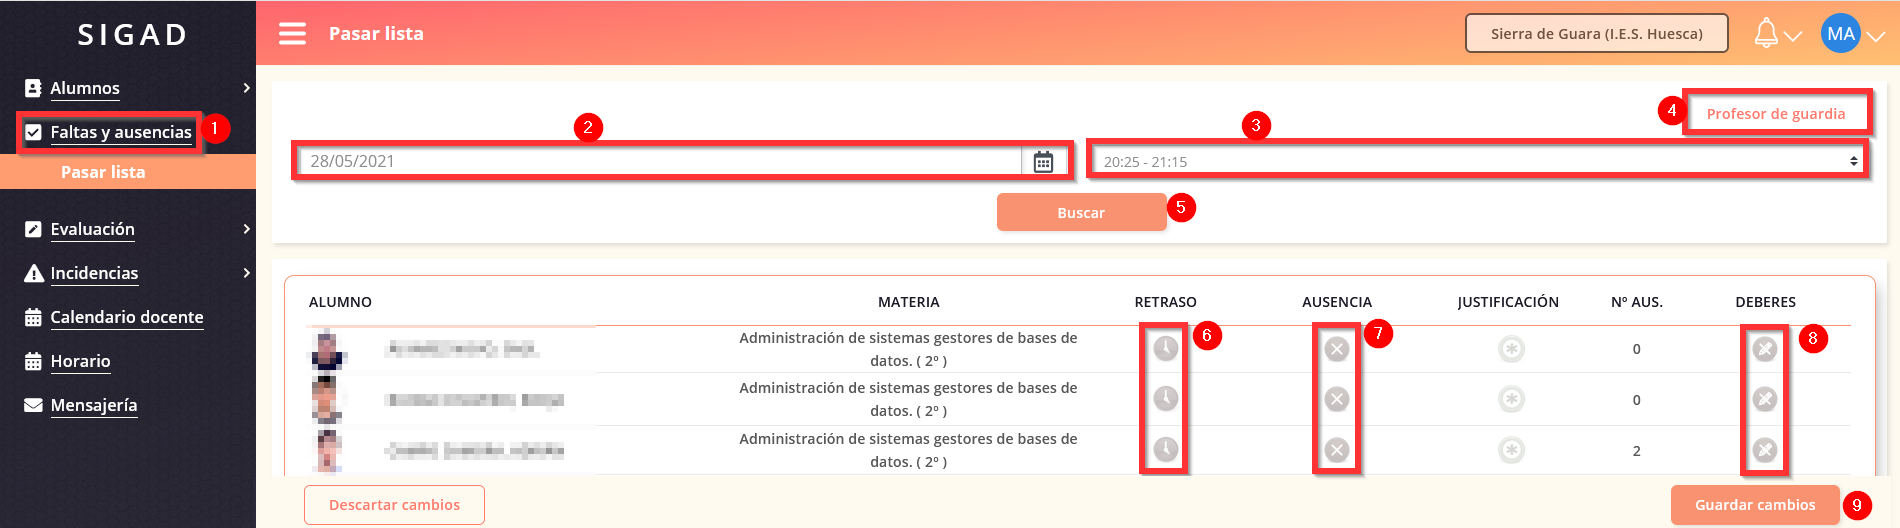 SIGAD
Pasar lista
Sierra de Guara (I.E.S. Huesca)
MA
Alumnos
Faltas y ausencias
1
Pasar lista
Evaluación
Incidencias
Calendario docente
Horario
Mensajería
4
Profesor de guardia
2
3
28/05/2021
20:25 - 21:15
Buscar
5
ALUMNO MATERIA RETRASO AUSENCIA JUSTIFICACIÓN Nº AUS. DEBERES
6
7
8
Administración de sistemas gestores de bases de
datos. ( 2º )
0
Administración de sistemas gestores de bases de
datos. ( 2º )
0
Administración de sistemas gestores de bases de
datos. ( 2º )
2
Descartar cambios
Guardar cambios
9